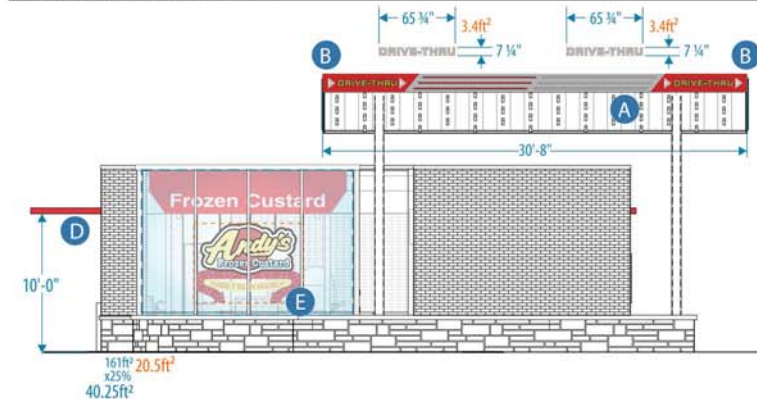 65 ¾" 3.4ft² 65 ¾" 3.4ft²
DRIVE-THRU 7 ¼" DRIVE-THRU 7 ¼"
B B
DRIVE-THRU DRIVE-THRU
A
30'-8"
Frozen Custard
D
Andy's
Frozen Custard
10'-0"
E
161ft² 20.5ft²
x25%
40.25ft²